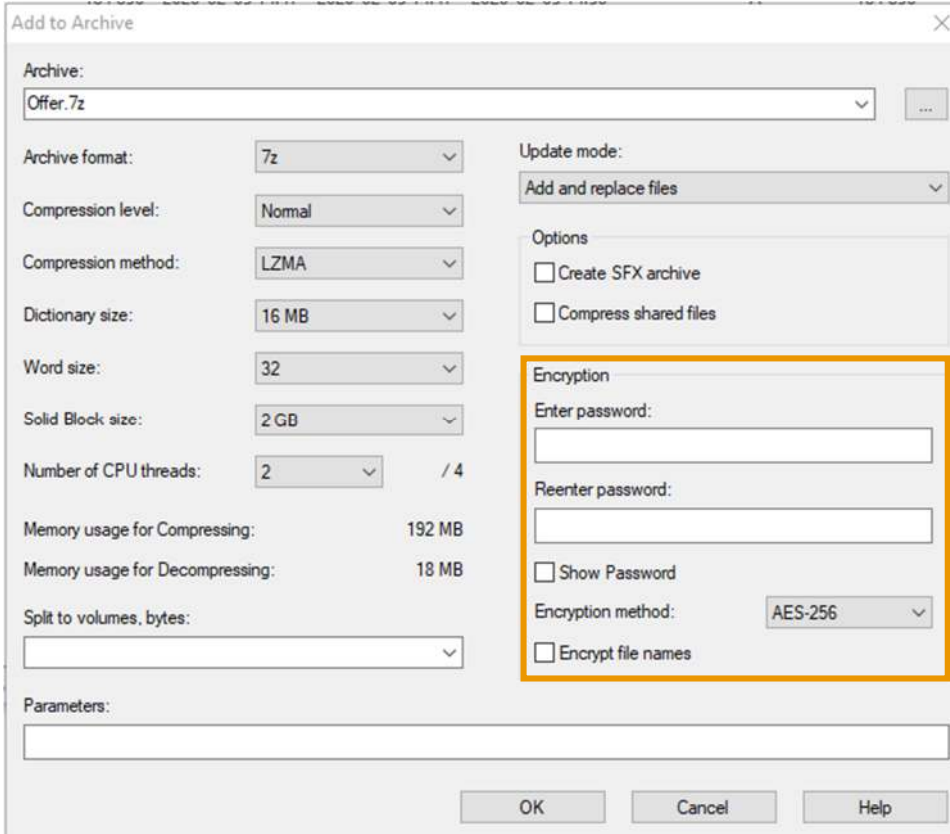 Add to Archive
Archive:
Offer.7z
...
Archive format:
7z
Compression level:
Normal
Compression method:
LZMA
Dictionary size:
16 MB
Word size:
32
Solid Block size:
2 GB
Number of CPU threads:
2
/ 4
Memory usage for Compressing:
192 MB
Memory usage for Decompressing:
18 MB
Split to volumes, bytes:
Update mode:
Add and replace files
Options
Create SFX archive
Compress shared files
Encryption
Enter password:
Reenter password:
Show Password
Encryption method:
AES-256
Encrypt file names
Parameters:
OK
Cancel
Help